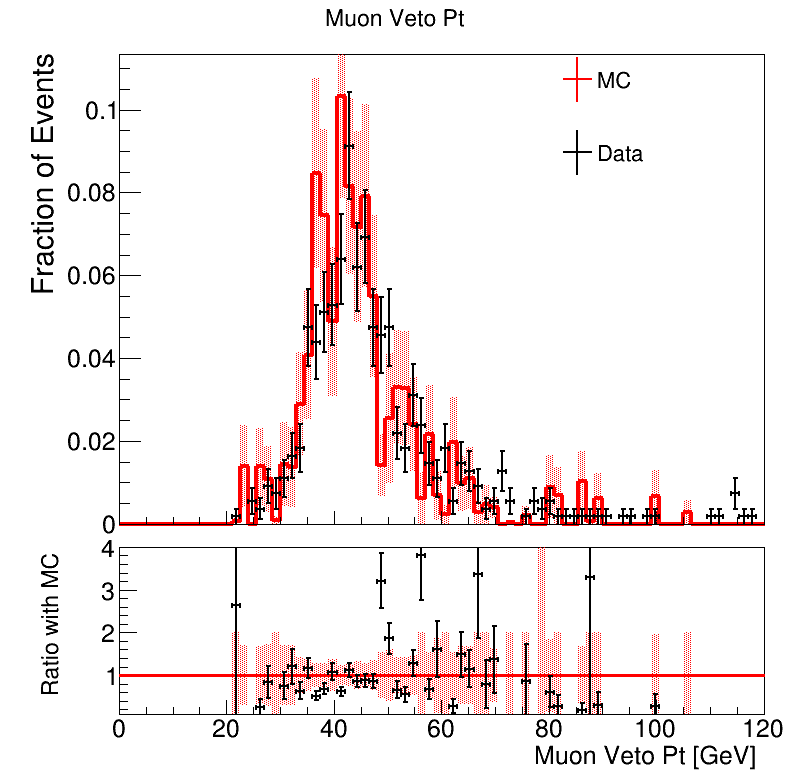 Muon Veto Pt
Fraction of Events
0.1
0.08
0.06
0.04
0.02
0
MC
Data
Ratio with MC
4
3
2
1
0 20 40 60 80 100 120
Muon Veto Pt [GeV]